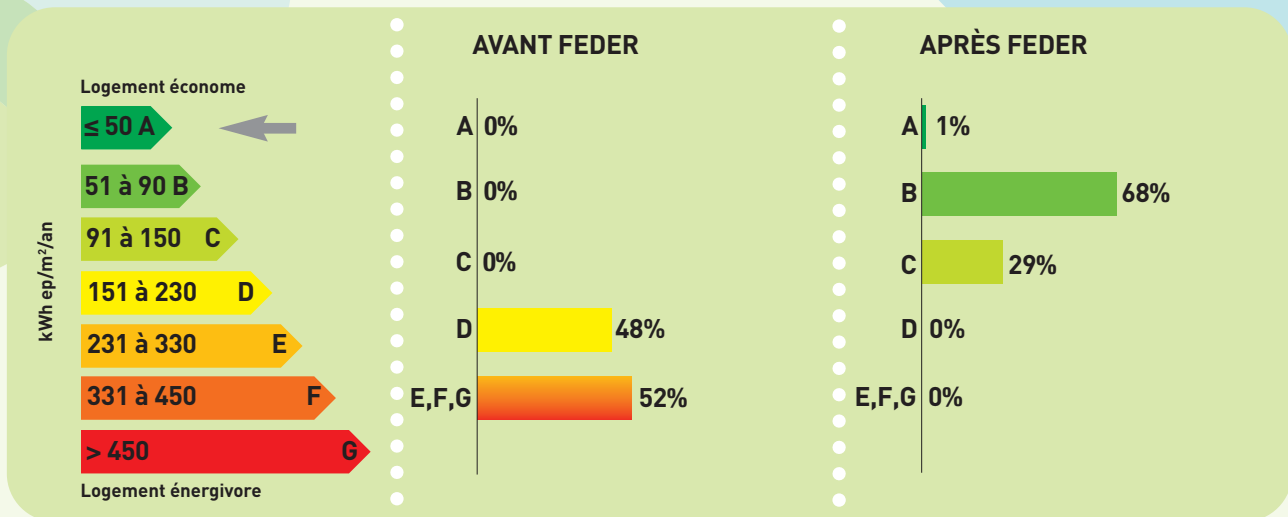 Logement économe
≤ 50 A
51 à 90 B
91 à 150 C
151 à 230 D
231 à 330 E
331 à 450 F
> 450 G
Logement énergivore
kWh ep/m²/an
AVANT FEDER
A 0%
B 0%
C 0%
D 48%
E,F,G 52%
APRÈS FEDER
A 1%
B 68%
C 29%
D 0%
E,F,G 0%